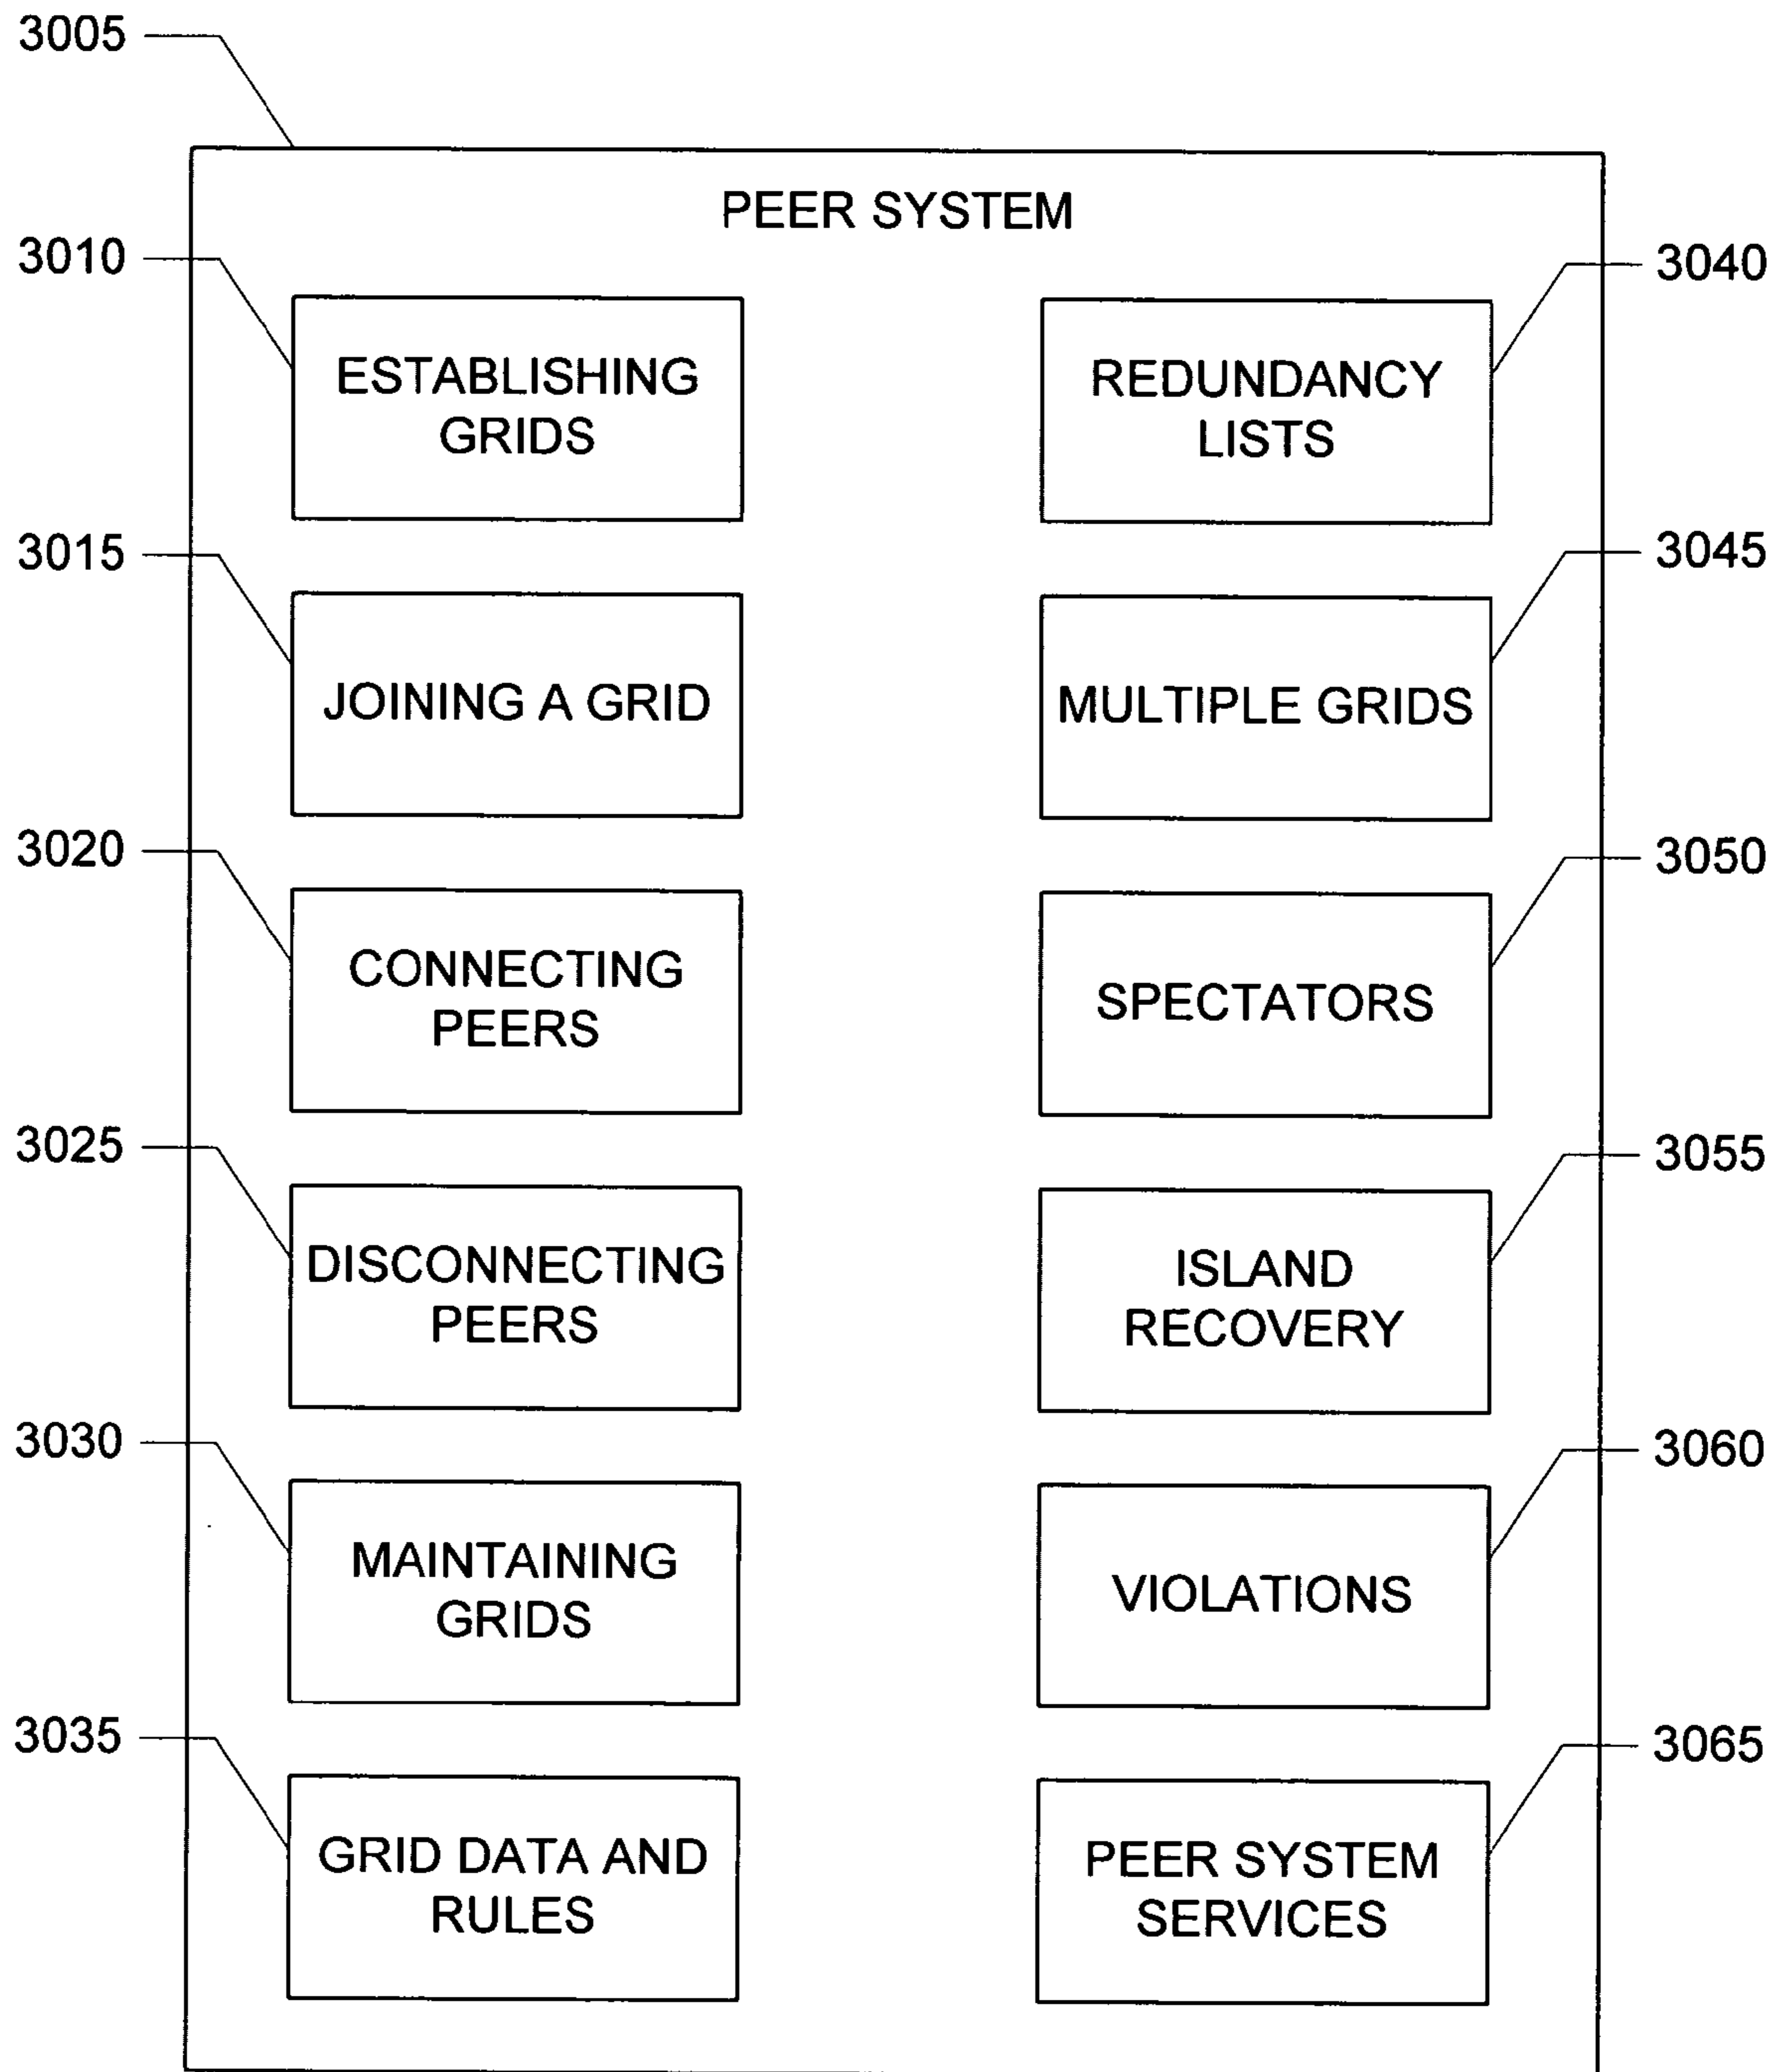 3005
PEER SYSTEM
3010
ESTABLISHING
GRIDS
3015
JOINING A GRID
3020
CONNECTING
PEERS
3025
DISCONNECTING
PEERS
3030
MAINTAINING
GRIDS
3035
GRID DATA AND
RULES
3040
REDUNDANCY
LISTS
3045
MULTIPLE GRIDS
3050
SPECTATORS
3055
ISLAND
RECOVERY
3060
VIOLATIONS
3065
PEER SYSTEM
SERVICES